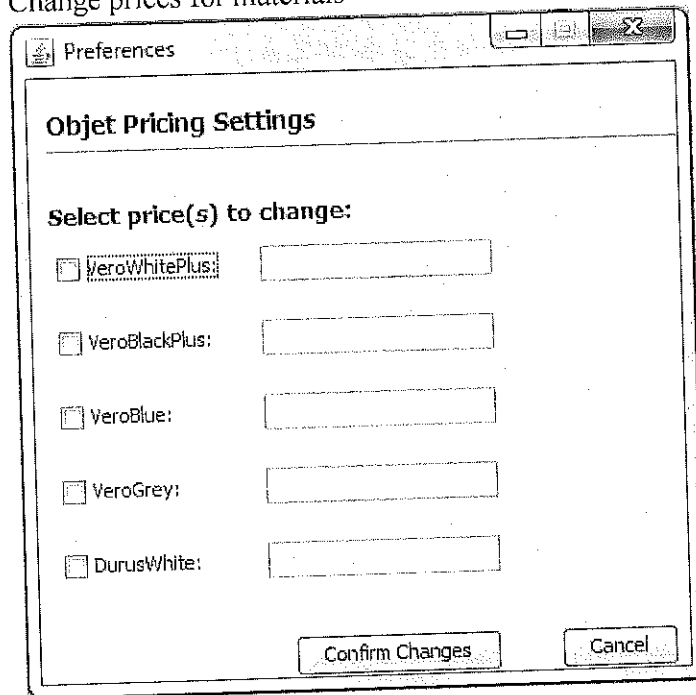 Change prices for materials
Preferences
Objet Pricing Settings
Select price(s) to change:
VeroWhitePlus:
VeroBlackPlus:
VeroBlue:
VeroGrey:
DurusWhite:
Confirm Changes Cancel